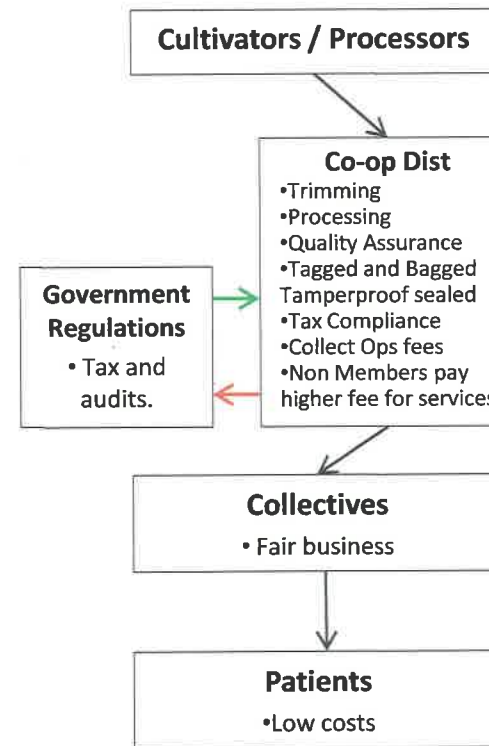 Cultivators / Processors
Co-op Dist
•Trimming
•Processing
•Quality Assurance
•Tagged and Bagged
Tamperproof sealed
•Tax Compliance
•Collect Ops fees
•Non Members pay
higher fee for services
Government
Regulations
• Tax and
audits.
Collectives
• Fair business
Patients
•Low costs